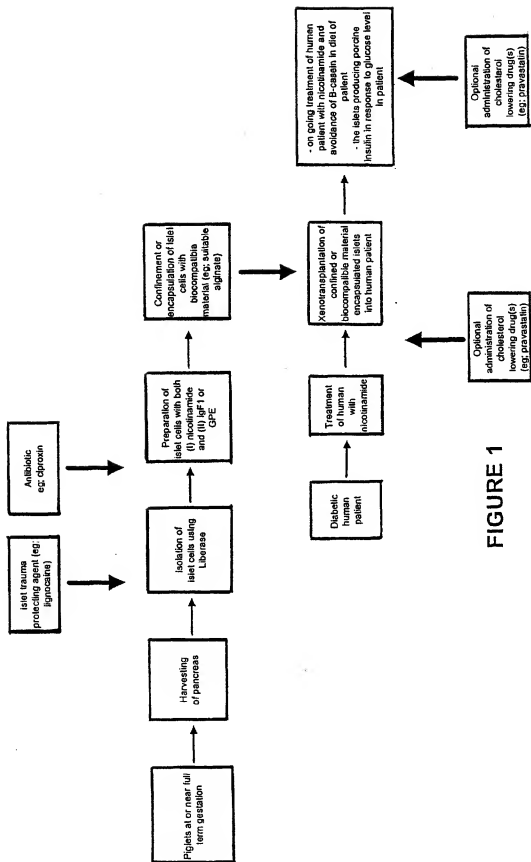 Piglets at or near full
term gestation
Harvesting
of pancreas
islet trauma
protecting agent (eg;
lignocaine)
Isolation of
islet cells using
Liberase
Antibiotic
eg; ciproxin
Preparation of
islet cells with both
(I) nicotinamide
and (II) IgF1 or
GPE
Confinement or
encapsulation of islet
cells with
biocompatible
material (eg; suitable
alginate)
Diabetic
human
patient
Treatment
of human
with
nicotinamide
Optional
administration of
cholesterol
lowering drug(s)
(eg; pravastatin)
Xenotransplantation of
confined or
biocompatible material
encapsulated islets
into human patient
- on going treatment of human
patient with nicotinamide and
avoidance of B-casein in diet of
patient
- the islets producing porcine
insulin in response to glucose level
in patient
Optional
administration of
cholesterol
lowering drug(s)
(eg; pravastatin)
FIGURE 1